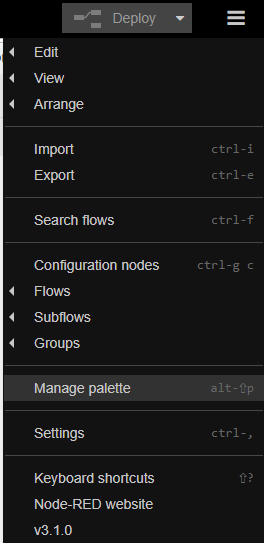 Deploy
Edit
View
Arrange
Import ctrl-i
Export ctrl-e
Search flows ctrl-f
Configuration nodes ctrl-g c
Flows
Subflows
Groups
Manage palette alt-⇧p
Settings ctrl-,
Keyboard shortcuts ⇧?
Node-RED website
v3.1.0